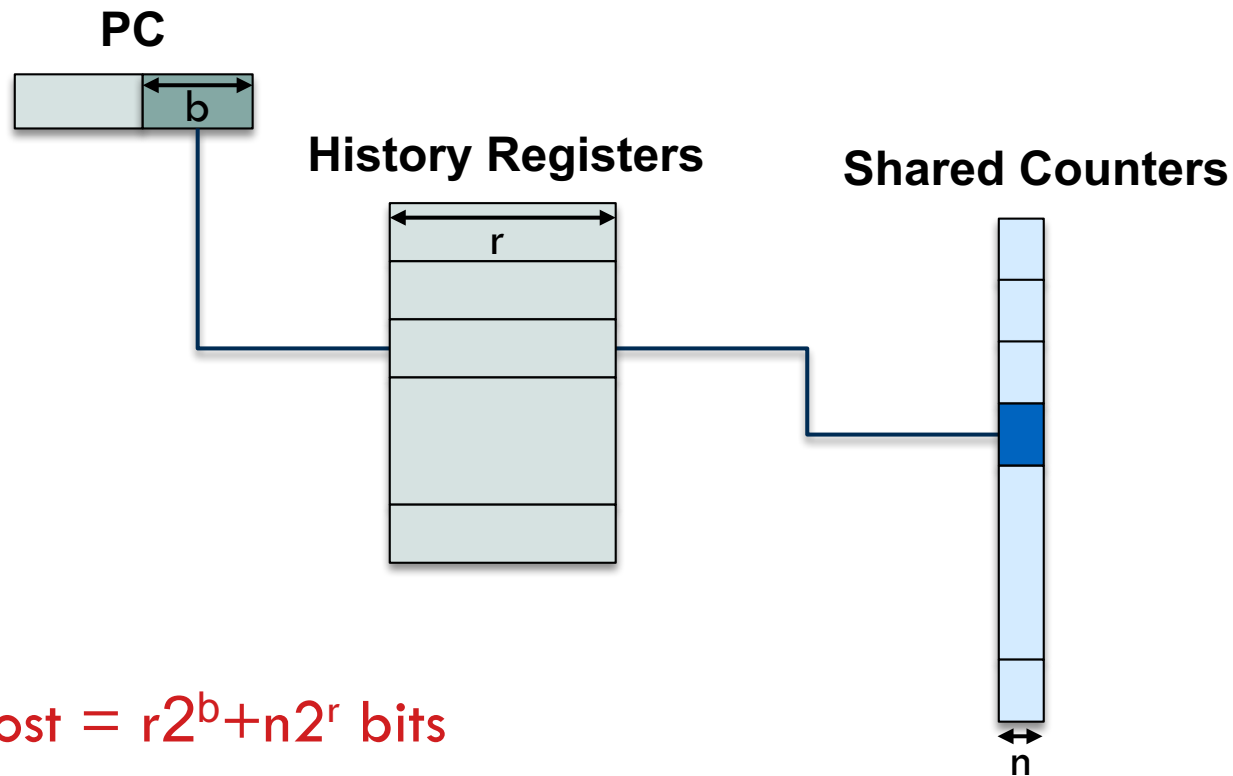 PC
b
History Registers
Shared Counters
r
ost = r2ᵇ+n2ʳ bits
n